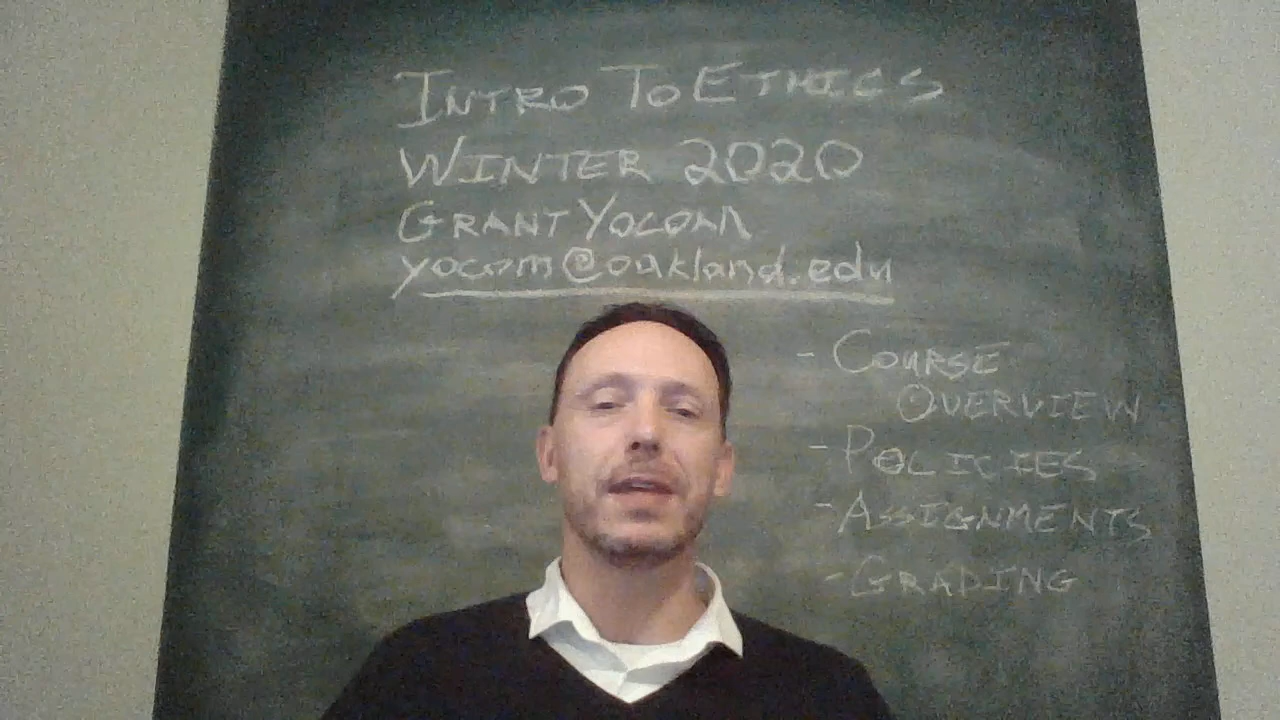 INTRO TO ETHICS
WINTER 2020
GRANT YOCOM
yocom@oakland.edu
- COURSE
OVERVIEW
- POLICIES
- ASSIGNMENTS
- GRADING